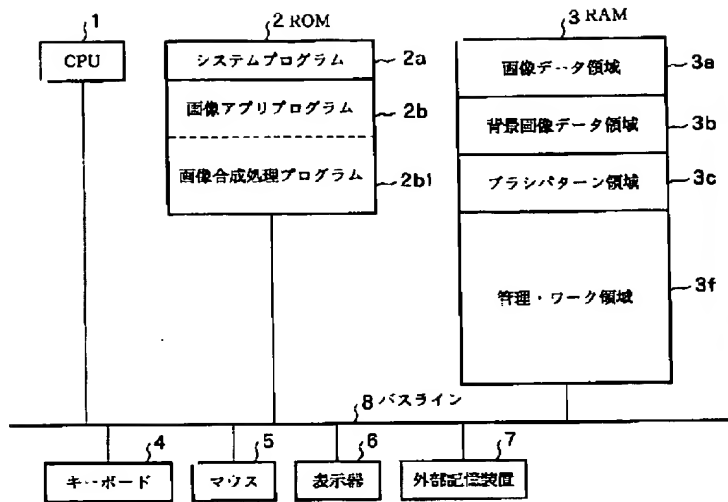 1
CPU
2 ROM
システムプログラム
2a
画像アプリプログラム
2b
画像合成処理プログラム
2b1
3 RAM
画像データ領域
3a
背景画像データ領域
3b
ブラシパターン領域
3c
管理・ワーク領域
3f
8 バスライン
4
キーボード
5
マウス
6
表示器
7
外部記憶装置